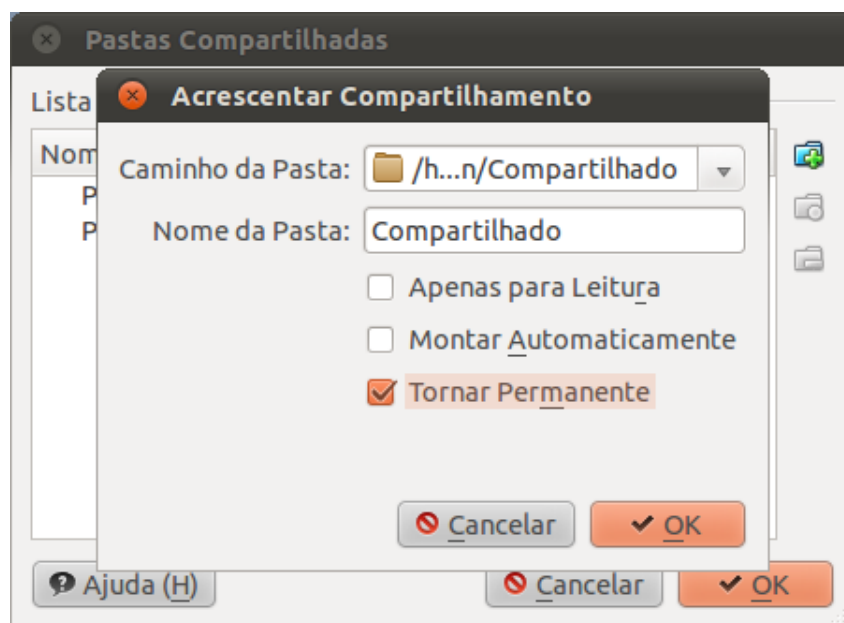 Pastas Compartilhadas
Acrescentar Compartilhamento
Lista
Nom
P
P
Caminho da Pasta: /h...n/Compartilhado
Nome da Pasta: Compartilhado
Apenas para Leitura
Montar Automaticamente
Tornar Permanente
Cancelar OK
Ajuda (H) Cancelar OK